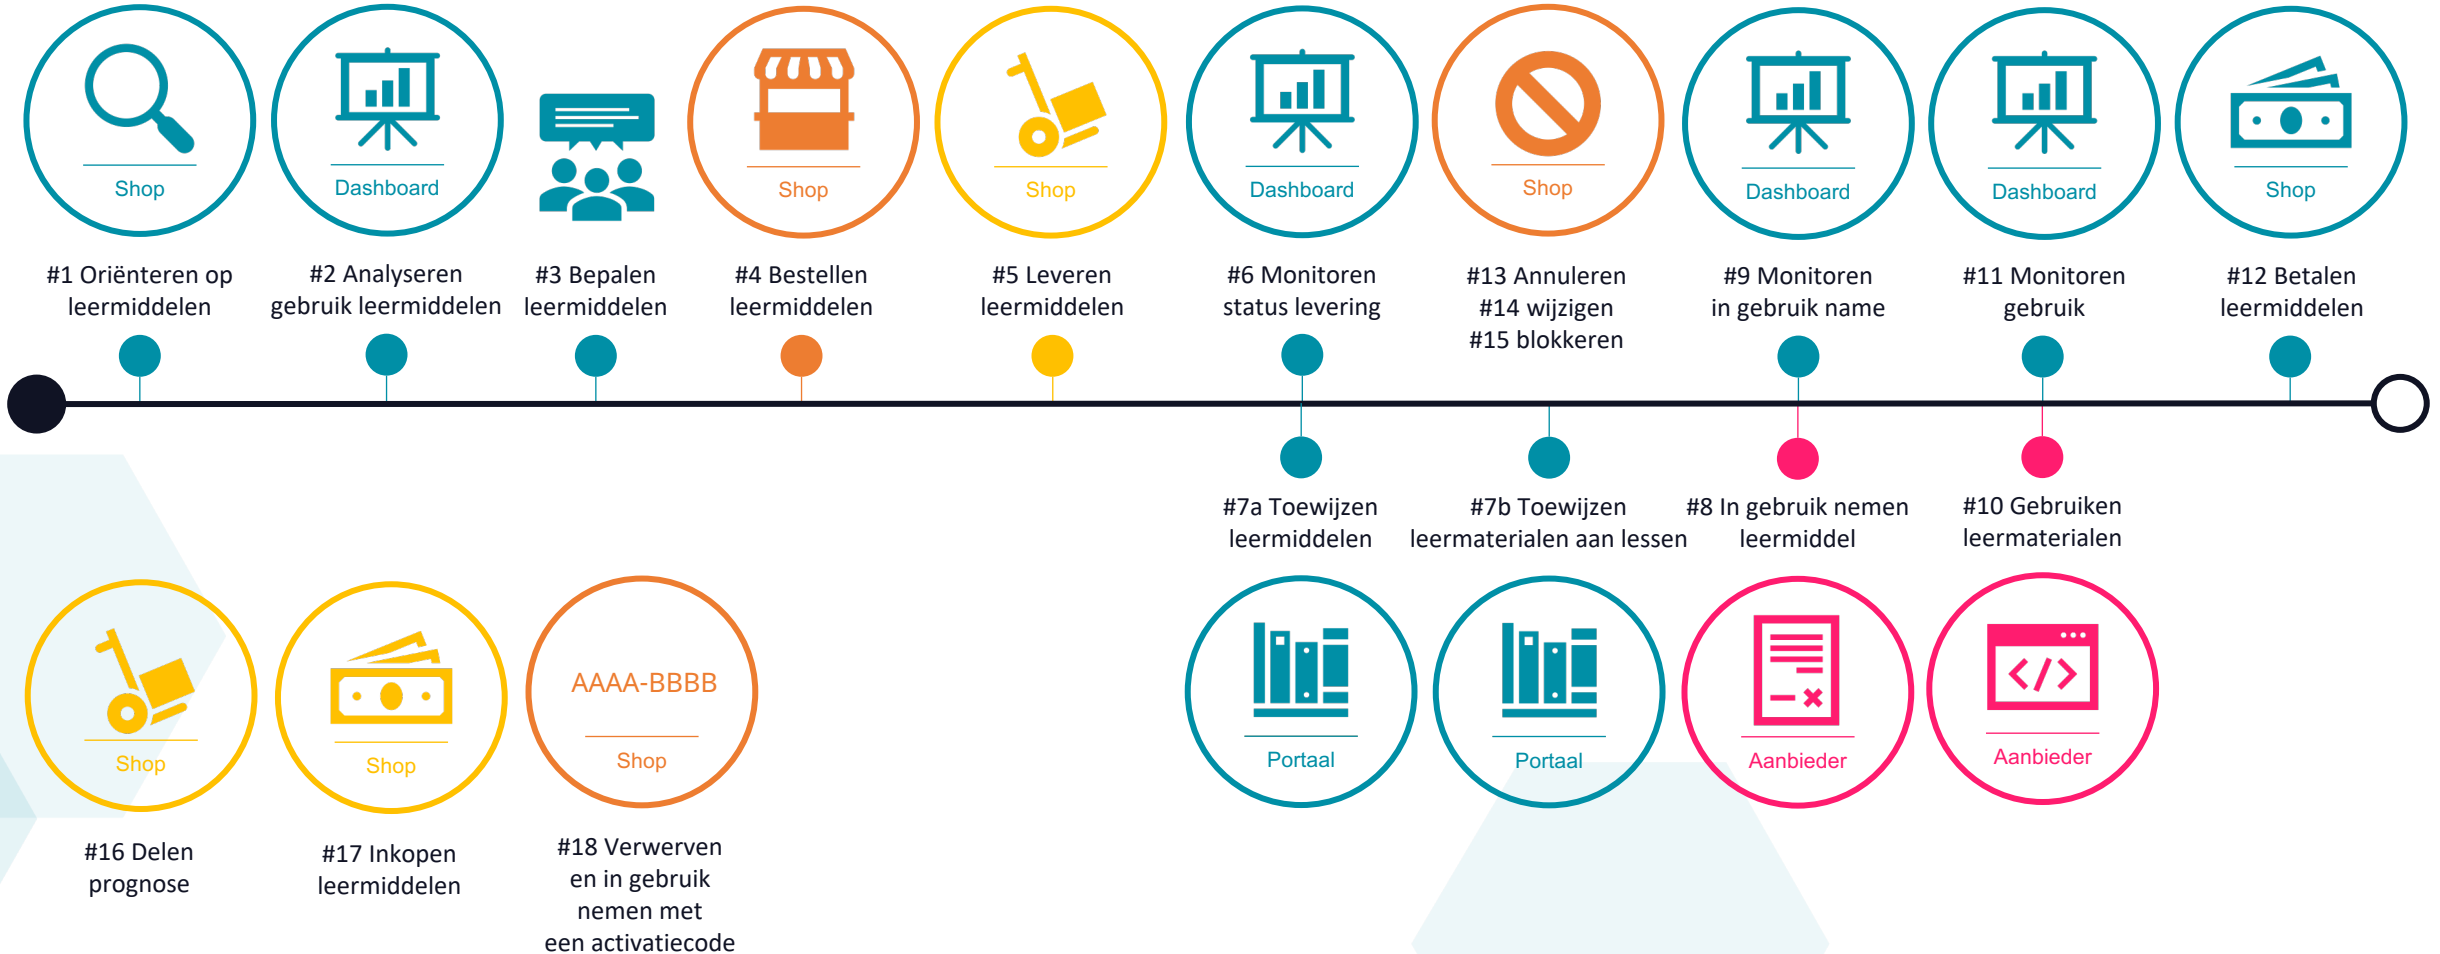 Shop
Dashboard
Shop
Shop
Dashboard
Shop
Dashboard
Dashboard
Shop
#1 Oriënteren op
leermiddelen
#2 Analyseren
gebruik leermiddelen
#3 Bepalen
leermiddelen
#4 Bestellen
leermiddelen
#5 Leveren
leermiddelen
#6 Monitoren
status levering
#13 Annuleren
#14 wijzigen
#15 blokkeren
#9 Monitoren
in gebruik name
#11 Monitoren
gebruik
#12 Betalen
leermiddelen
#7a Toewijzen
leermiddelen
#7b Toewijzen
leermaterialen aan lessen
#8 In gebruik nemen
leermiddel
#10 Gebruiken
leermaterialen
Shop
Shop
AAAA-BBBB
Shop
Portaal
Portaal
Aanbieder
</>
Aanbieder
#16 Delen
prognose
#17 Inkopen
leermiddelen
#18 Verwerven
en in gebruik
nemen met
een activatiecode